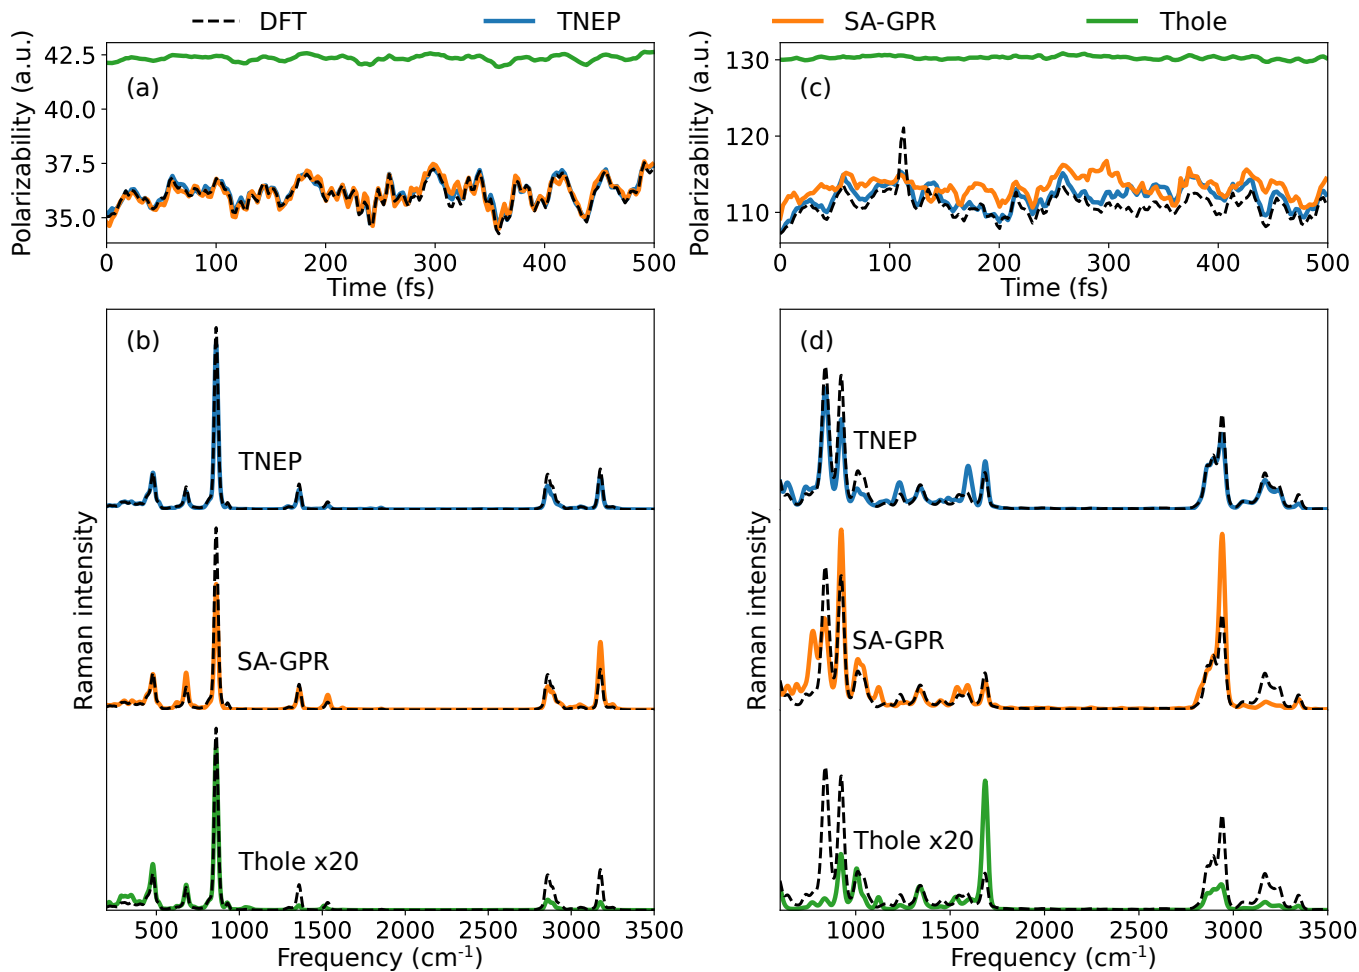 DFT TNEP SA-GPR Thole
Polarizability (a.u.)
42.5
40.0
37.5
35.0
(a)
0 100 200 300 400 500
Time (fs)
Polarizability (a.u.)
130
120
110
(c)
0 100 200 300 400 500
Time (fs)
Raman intensity
(b)
TNEP
SA-GPR
Thole x20
500 1000 1500 2000 2500 3000 3500
Frequency (cm-1)
Raman intensity
(d)
TNEP
SA-GPR
Thole x20
1000 1500 2000 2500 3000 3500
Frequency (cm-1)